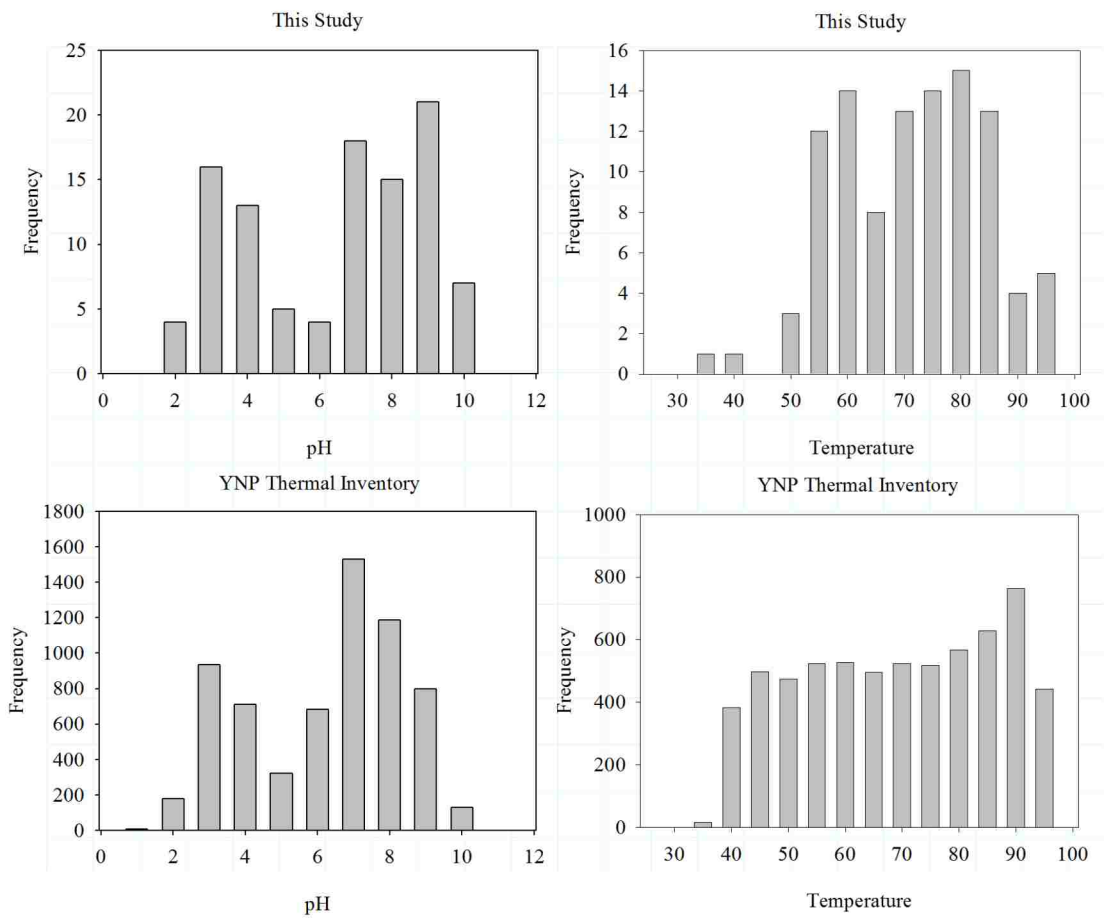 This Study
25
20
15
10
5
0
Frequency
0 2 4 6 8 10 12
pH
This Study
16
14
12
10
8
6
4
2
0
Frequency
30 40 50 60 70 80 90 100
Temperature
YNP Thermal Inventory
1800
1600
1400
1200
1000
800
600
400
200
0
Frequency
0 2 4 6 8 10 12
pH
YNP Thermal Inventory
1000
800
600
400
200
0
Frequency
30 40 50 60 70 80 90 100
Temperature